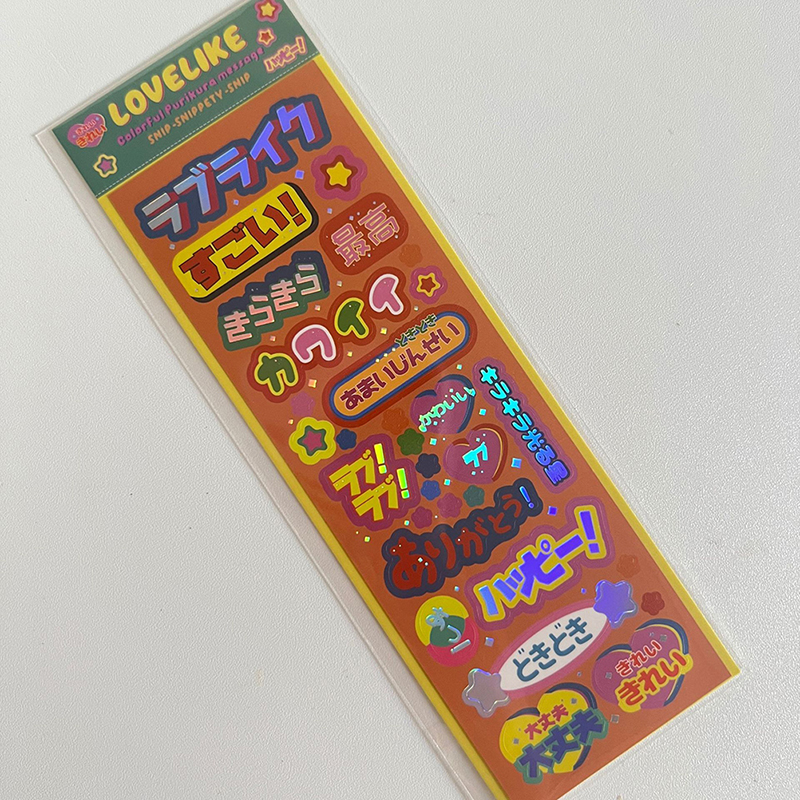 LOVELIKE
Colorful Purikura message
SNIP-SNIPPETY-SNIP
ハッピー!
きれい
きれい
ラブライク
すごい!
最高
きらきら
カワイイ
どきどき
あまいじんせい
かわいい
キラキラ光る星
ラブ!
ラブ!
ありがとう!
ハッピー!
どきどき
きれい
きれい
大丈夫
大丈夫